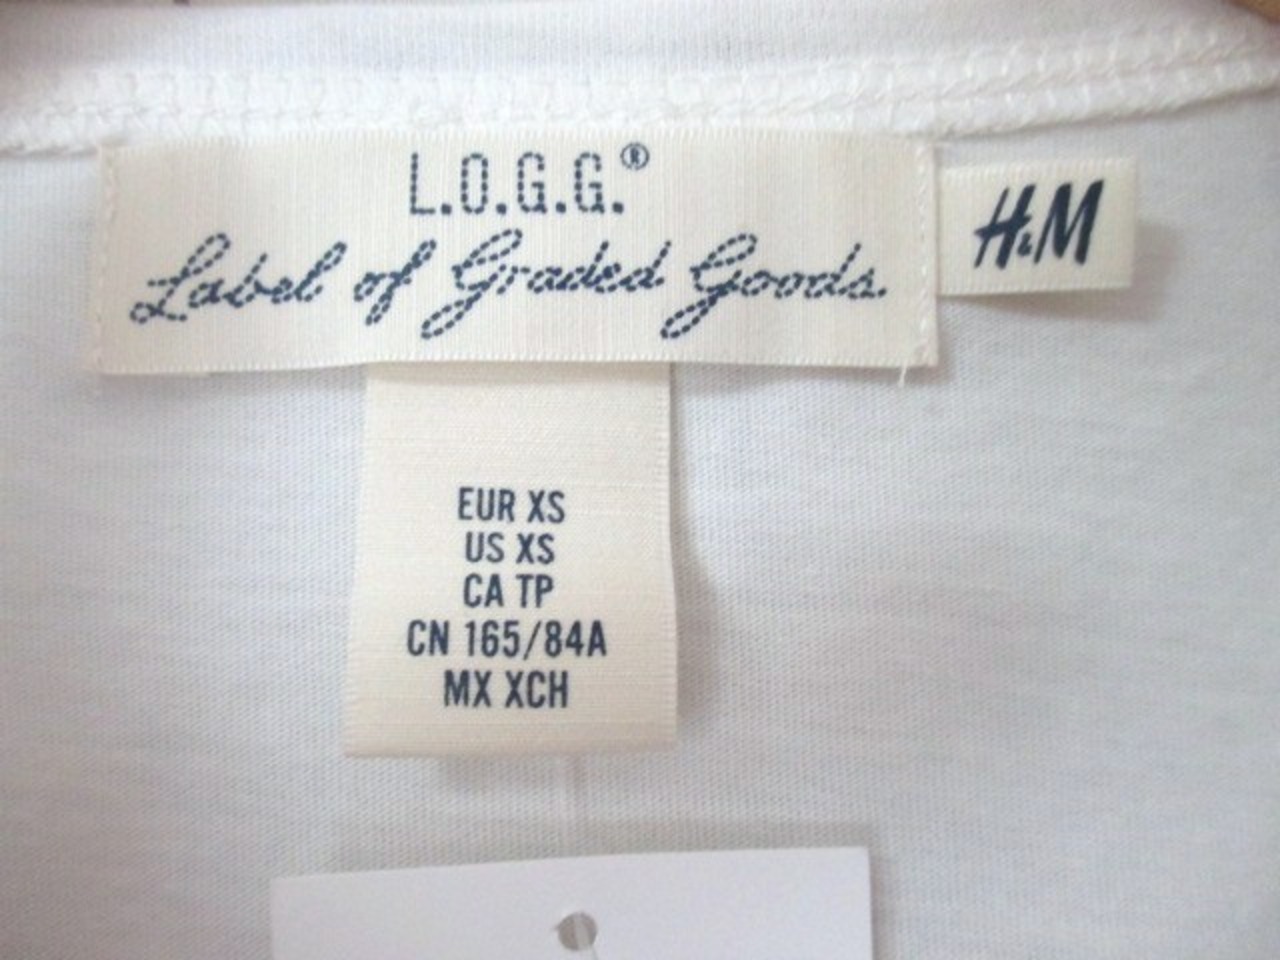 L.O.G.G.®
Label of Graded Goods.
H&M
EUR XS
US XS
CA TP
CN 165/84A
MX XCH